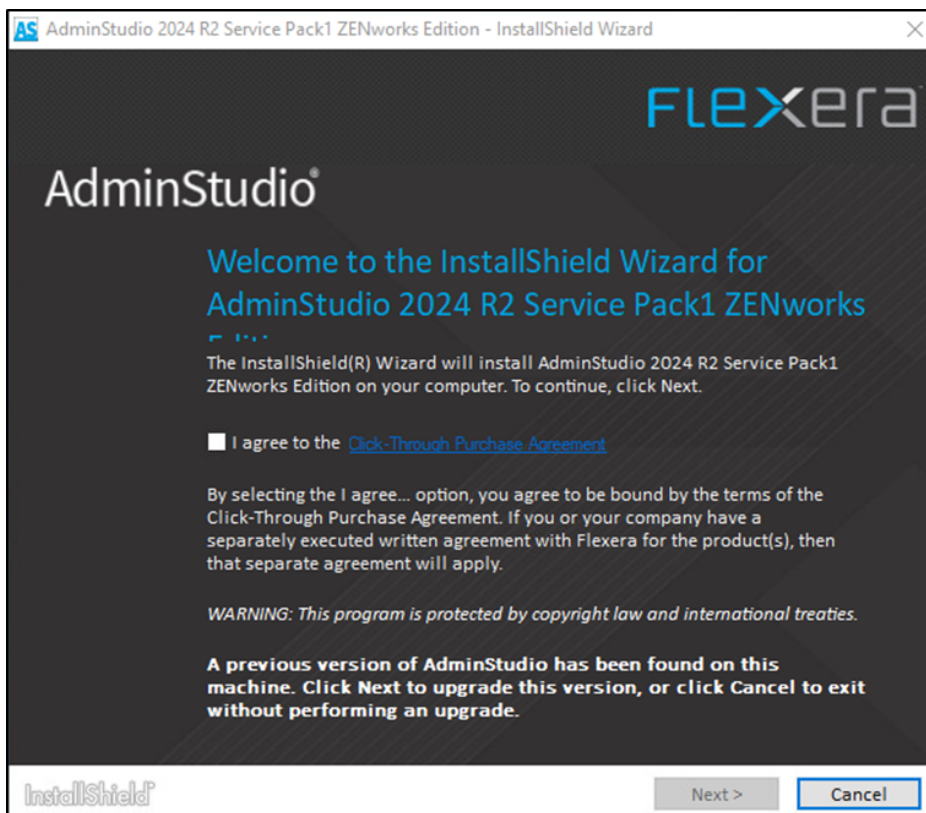 AS AdminStudio 2024 R2 Service Pack1 ZENworks Edition - InstallShield Wizard
FLEXera
AdminStudio®
Welcome to the InstallShield Wizard for
AdminStudio 2024 R2 Service Pack1 ZENworks
Edition
The InstallShield(R) Wizard will install AdminStudio 2024 R2 Service Pack1
ZENworks Edition on your computer. To continue, click Next.
I agree to the Click-Through Purchase Agreement
By selecting the I agree... option, you agree to be bound by the terms of the
Click-Through Purchase Agreement. If you or your company have a
separately executed written agreement with Flexera for the product(s), then
that separate agreement will apply.
WARNING: This program is protected by copyright law and international treaties.
A previous version of AdminStudio has been found on this
machine. Click Next to upgrade this version, or click Cancel to exit
without performing an upgrade.
InstallShield®
Next >
Cancel